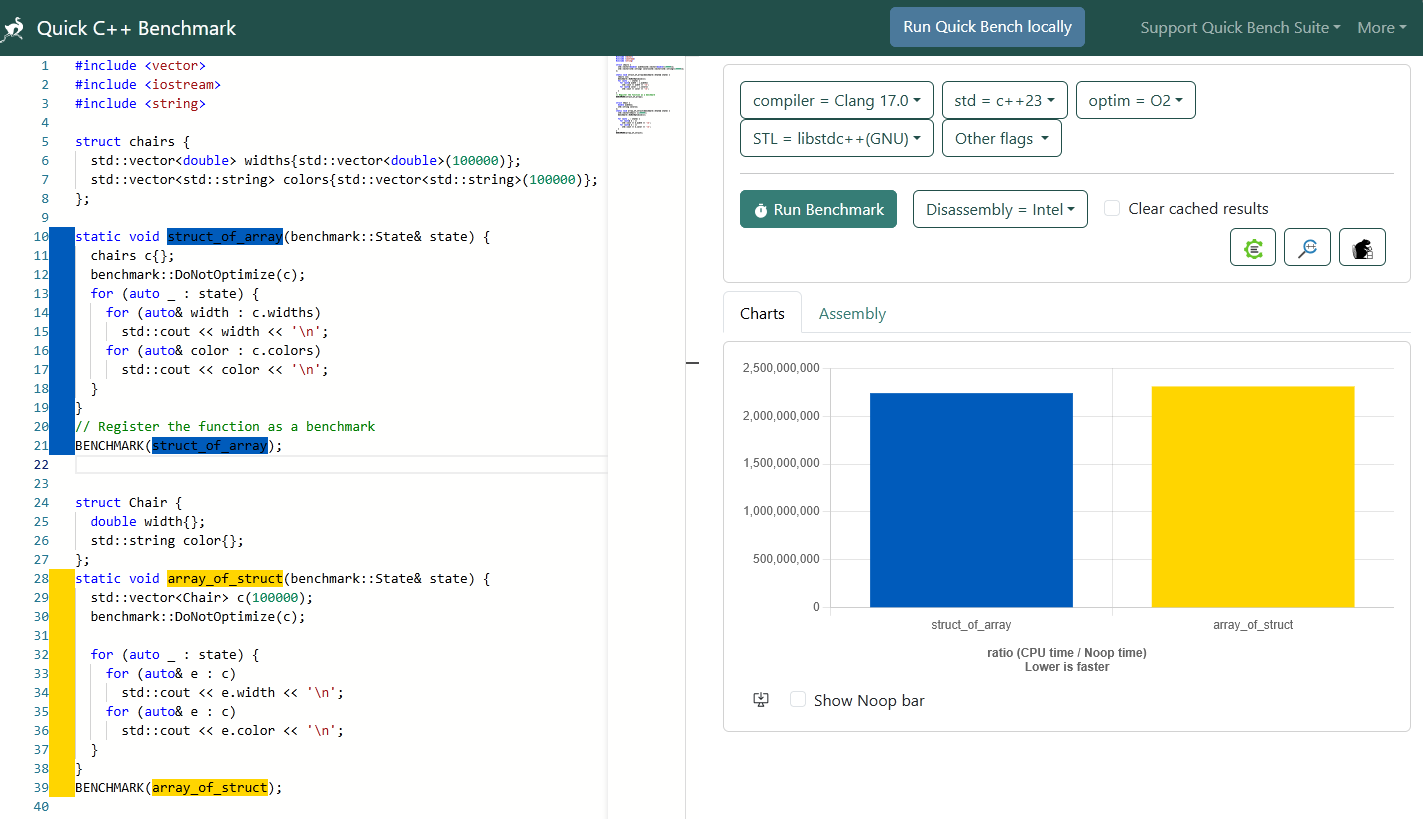 Quick C++ Benchmark
Run Quick Bench locally
Support Quick Bench Suite
More
1 #include <vector>
2 #include <iostream>
3 #include <string>
4
5 struct chairs {
6 std::vector<double> widths{std::vector<double>(100000)};
7 std::vector<std::string> colors{std::vector<std::string>(100000)};
8 };
9
10 static void struct_of_array(benchmark::State& state) {
11 chairs c{};
12 benchmark::DoNotOptimize(c);
13 for (auto _ : state) {
14 for (auto& width : c.widths)
15 std::cout << width << '\n';
16 for (auto& color : c.colors)
17 std::cout << color << '\n';
18 }
19 }
20 // Register the function as a benchmark
21 BENCHMARK(struct_of_array);
22
23
24 struct Chair {
25 double width{};
26 std::string color{};
27 };
28 static void array_of_struct(benchmark::State& state) {
29 std::vector<Chair> c(100000);
30 benchmark::DoNotOptimize(c);
31
32 for (auto _ : state) {
33 for (auto& e : c)
34 std::cout << e.width << '\n';
35 for (auto& e : c)
36 std::cout << e.color << '\n';
37 }
38 }
39 BENCHMARK(array_of_struct);
40
compiler = Clang 17.0
std = c++23
optim = O2
STL = libstdc++(GNU)
Other flags
Run Benchmark
Disassembly = Intel
Clear cached results
Charts
Assembly
2,500,000,000
2,000,000,000
1,500,000,000
1,000,000,000
500,000,000
0
struct_of_array
array_of_struct
ratio (CPU time / Noop time)
Lower is faster
Show Noop bar